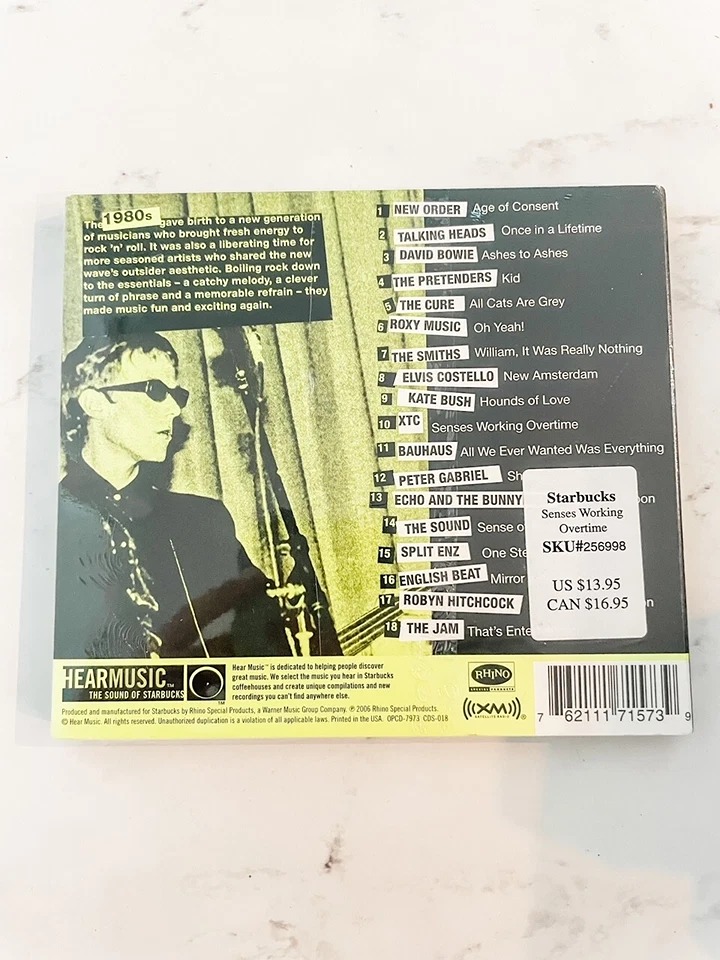 The 1980s gave birth to a new generation
of musicians who brought fresh energy to
rock 'n' roll. It was also a liberating time for
more seasoned artists who shared the new
wave's outsider aesthetic. Boiling rock down
to the essentials – a catchy melody, a clever
turn of phrase and a memorable refrain – they
made music fun and exciting again.
1 NEW ORDER Age of Consent
2 TALKING HEADS Once in a Lifetime
3 DAVID BOWIE Ashes to Ashes
4 THE PRETENDERS Kid
5 THE CURE All Cats Are Grey
6 ROXY MUSIC Oh Yeah!
7 THE SMITHS William, It Was Really Nothing
8 ELVIS COSTELLO New Amsterdam
9 KATE BUSH Hounds of Love
10 XTC Senses Working Overtime
11 BAUHAUS All We Ever Wanted Was Everything
12 PETER GABRIEL Sh
13 ECHO AND THE BUNNY oon
14 THE SOUND Sense o
15 SPLIT ENZ One Ste
16 ENGLISH BEAT Mirror
17 ROBYN HITCHCOCK n
18 THE JAM That's Ente
Starbucks
Senses Working
Overtime
SKU#256998
US $13.95
CAN $16.95
HEARMUSIC™
THE SOUND OF STARBUCKS
TM
Hear Music™ is dedicated to helping people discover
great music. We select the music you hear in Starbucks
coffeehouses and create unique compilations and new
recordings you can't find anywhere else.
Produced and manufactured for Starbucks by Rhino Special Products, a Warner Music Group Company. ℗ 2006 Rhino Special Products.
© Hear Music. All rights reserved. Unauthorized duplication is a violation of all applicable laws. Printed in the USA. OPCD-7973 CDS-018
RHINO
SPECIAL PRODUCTS
((XM))®
SATELLITE RADIO
7 62111 71573 9